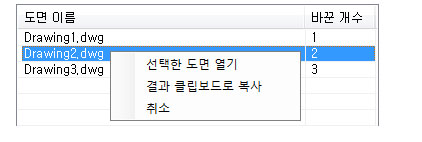 도면 이름 바꾼 개수
Drawing1.dwg 1
Drawing2.dwg 2
Drawing3.dwg 3
선택한 도면 열기
결과 클립보드로 복사
취소